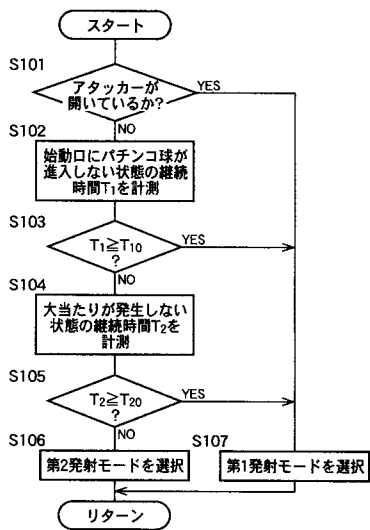 スタート
S101
アタッカーが
開いているか?
YES
NO
S102
始動口にパチンコ球が
進入しない状態の継続
時間T₁を計測
S103
T₁≧T₁₀
?
YES
NO
S104
大当たりが発生しない
状態の継続時間T₂を
計測
S105
T₂≧T₂₀
?
YES
NO
S106
第2発射モードを選択
S107
第1発射モードを選択
リターン